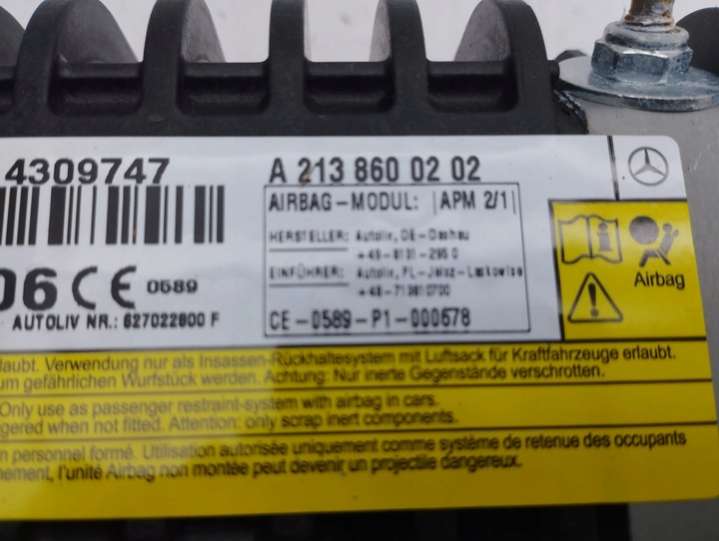 4309747
A 213 860 02 02
AIRBAG-MODUL: |APM 2/1|
HERSTELLER: Autoliv, DE-Dachau
EINFÜHRER: Autoliv, PL-Jelcz-Laskowice
06 CE 0589
AUTOLIV NR.: 627022800 F
CE-0589-P1-000678
Airbag
laubt. Verwendung nur als Insassen-Rückhaltesystem mit Luftsack für Kraftfahrzeuge erlaubt.
um gefährlichen Wurfstück werden. Achtung: Nur inerte Gegenstände verschrotten.
Only use as passenger restraint-system with airbag in cars.
gered when not fitted. Attention: only scrap inert components.
n personnel formé. Utilisation autorisée uniquement comme système de retenue des occupants
nement, l'unité Airbag non montée peut devenir un projectile dangereux.